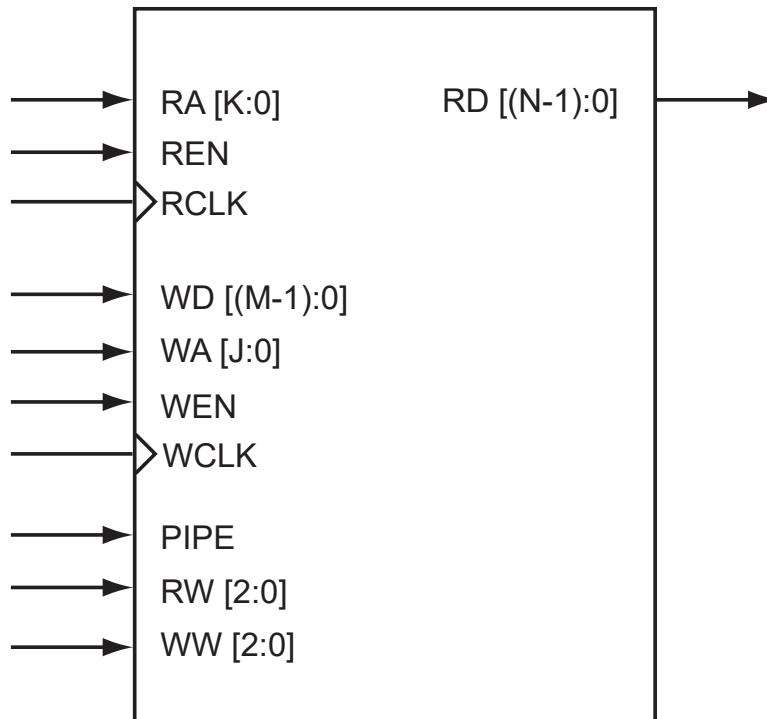 RA [K:0]
RD [(N-1):0]
REN
RCLK
WD [(M-1):0]
WA [J:0]
WEN
WCLK
PIPE
RW [2:0]
WW [2:0]